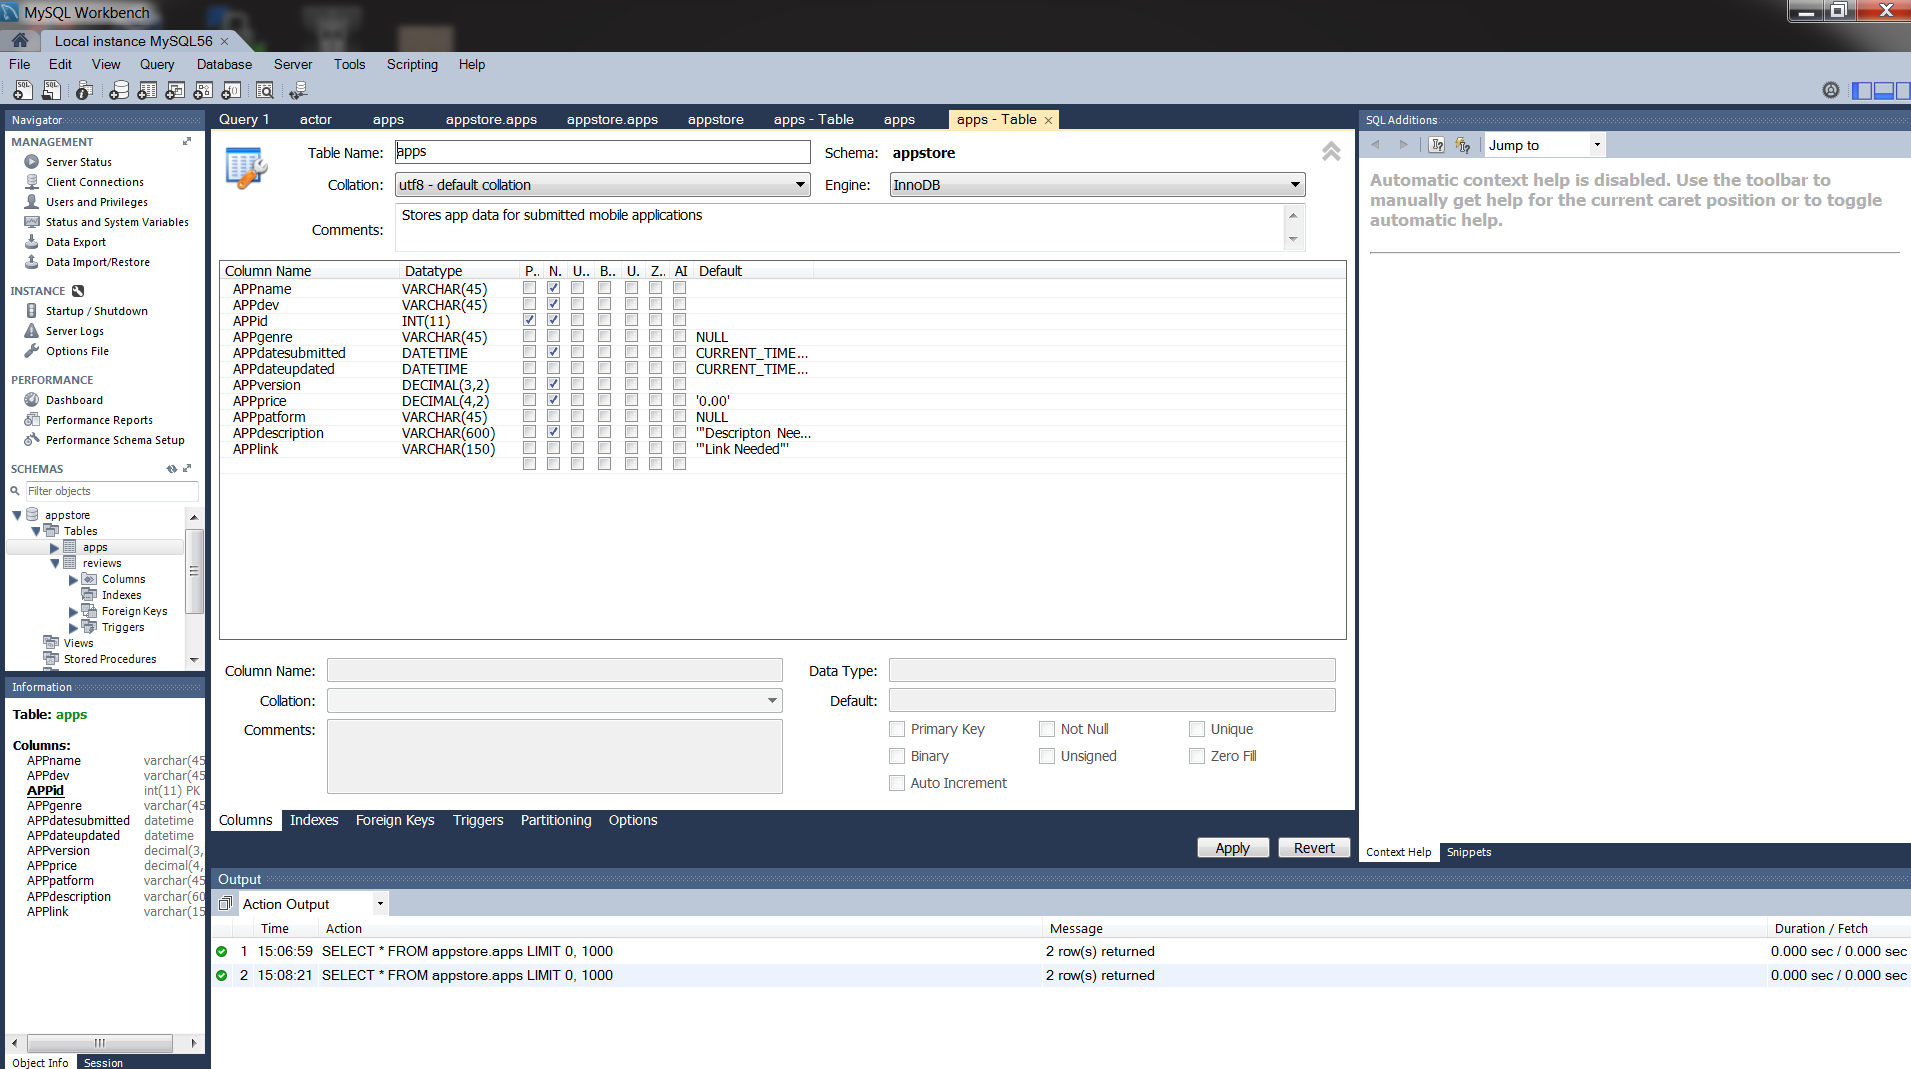 MySQL Workbench
Local instance MySQL56
File Edit View Query Database Server Tools Scripting Help
Navigator
MANAGEMENT
Server Status
Client Connections
Users and Privileges
Status and System Variables
Data Export
Data Import/Restore
INSTANCE
Startup / Shutdown
Server Logs
Options File
PERFORMANCE
Dashboard
Performance Reports
Performance Schema Setup
SCHEMAS
Filter objects
appstore
Tables
apps
reviews
Columns
Indexes
Foreign Keys
Triggers
Views
Stored Procedures
Information
Table: apps
Columns:
APPname varchar(45
APPdev varchar(45
APPid int(11) PK
APPgenre varchar(45
APPdatesubmitted datetime
APPdateupdated datetime
APPversion decimal(3,
APPprice decimal(4,
APPpatform varchar(45
APPdescription varchar(60
APPlink varchar(15
Object Info Session
Query 1 actor apps appstore.apps appstore.apps appstore apps - Table apps apps - Table
Table Name: apps Schema: appstore
Collation: utf8 - default collation Engine: InnoDB
Comments: Stores app data for submitted mobile applications
Column Name Datatype P.. N. U.. B.. U. Z.. AI Default
APPname VARCHAR(45)
APPdev VARCHAR(45)
APPid INT(11)
APPgenre VARCHAR(45) NULL
APPdatesubmitted DATETIME CURRENT_TIME...
APPdateupdated DATETIME CURRENT_TIME...
APPversion DECIMAL(3,2)
APPprice DECIMAL(4,2) '0.00'
APPpatform VARCHAR(45) NULL
APPdescription VARCHAR(600) '"Descripton Nee...
APPlink VARCHAR(150) '"Link Needed"'
Column Name: Data Type:
Collation: Default:
Comments: Primary Key Not Null Unique
Binary Unsigned Zero Fill
Auto Increment
Columns Indexes Foreign Keys Triggers Partitioning Options
Apply Revert
SQL Additions
Jump to
Automatic context help is disabled. Use the toolbar to
manually get help for the current caret position or to toggle
automatic help.
Context Help Snippets
Output
Action Output
Time Action Message Duration / Fetch
1 15:06:59 SELECT * FROM appstore.apps LIMIT 0, 1000 2 row(s) returned 0.000 sec / 0.000 sec
2 15:08:21 SELECT * FROM appstore.apps LIMIT 0, 1000 2 row(s) returned 0.000 sec / 0.000 sec